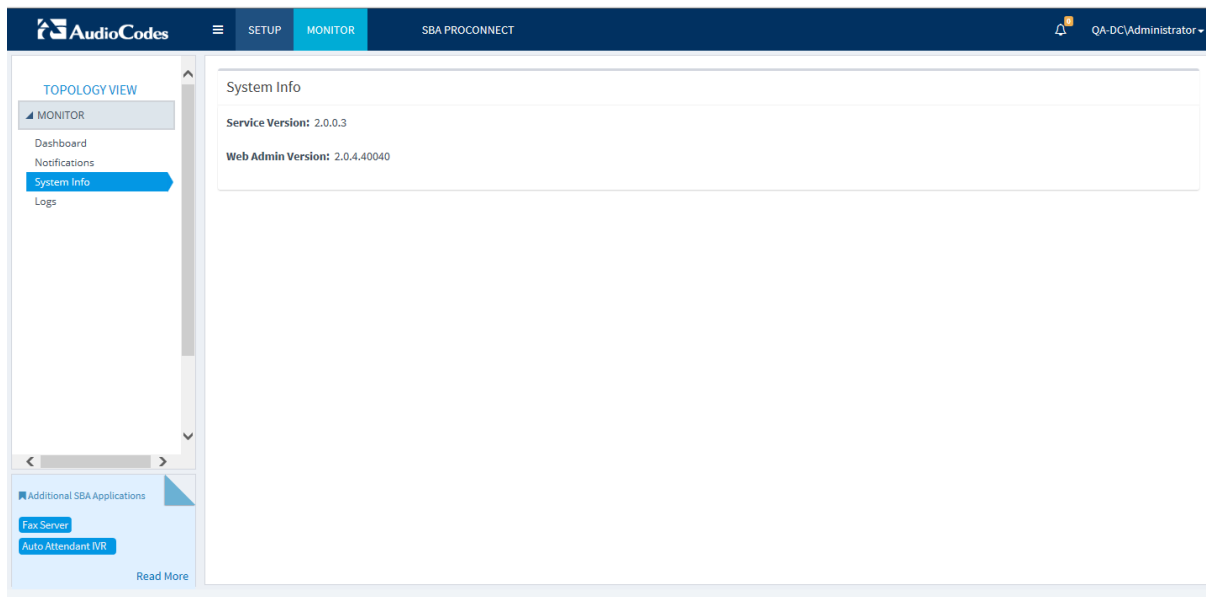 AudioCodes
SETUP
MONITOR
SBA PROCONNECT
0
QA-DC\Administrator
TOPOLOGY VIEW
MONITOR
Dashboard
Notifications
System Info
Logs
System Info
Service Version: 2.0.0.3
Web Admin Version: 2.0.4.40040
Additional SBA Applications
Fax Server
Auto Attendant IVR
Read More